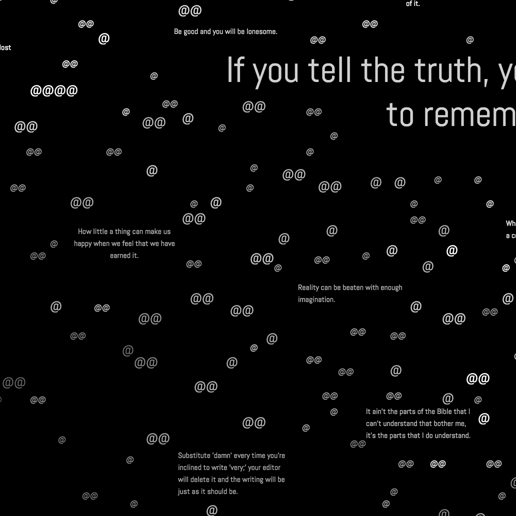 of it.
Be good and you will be lonesome.
If you tell the truth, yo
to remem
How little a thing can make us
happy when we feel that we have
earned it.
Wh
Reality can be beaten with enough
imagination.
It ain't the parts of the Bible that I
can't understand that bother me,
it's the parts that I do understand.
Substitute 'damn' every time you're
inclined to write 'very;' your editor
will delete it and the writing will be
just as it should be.